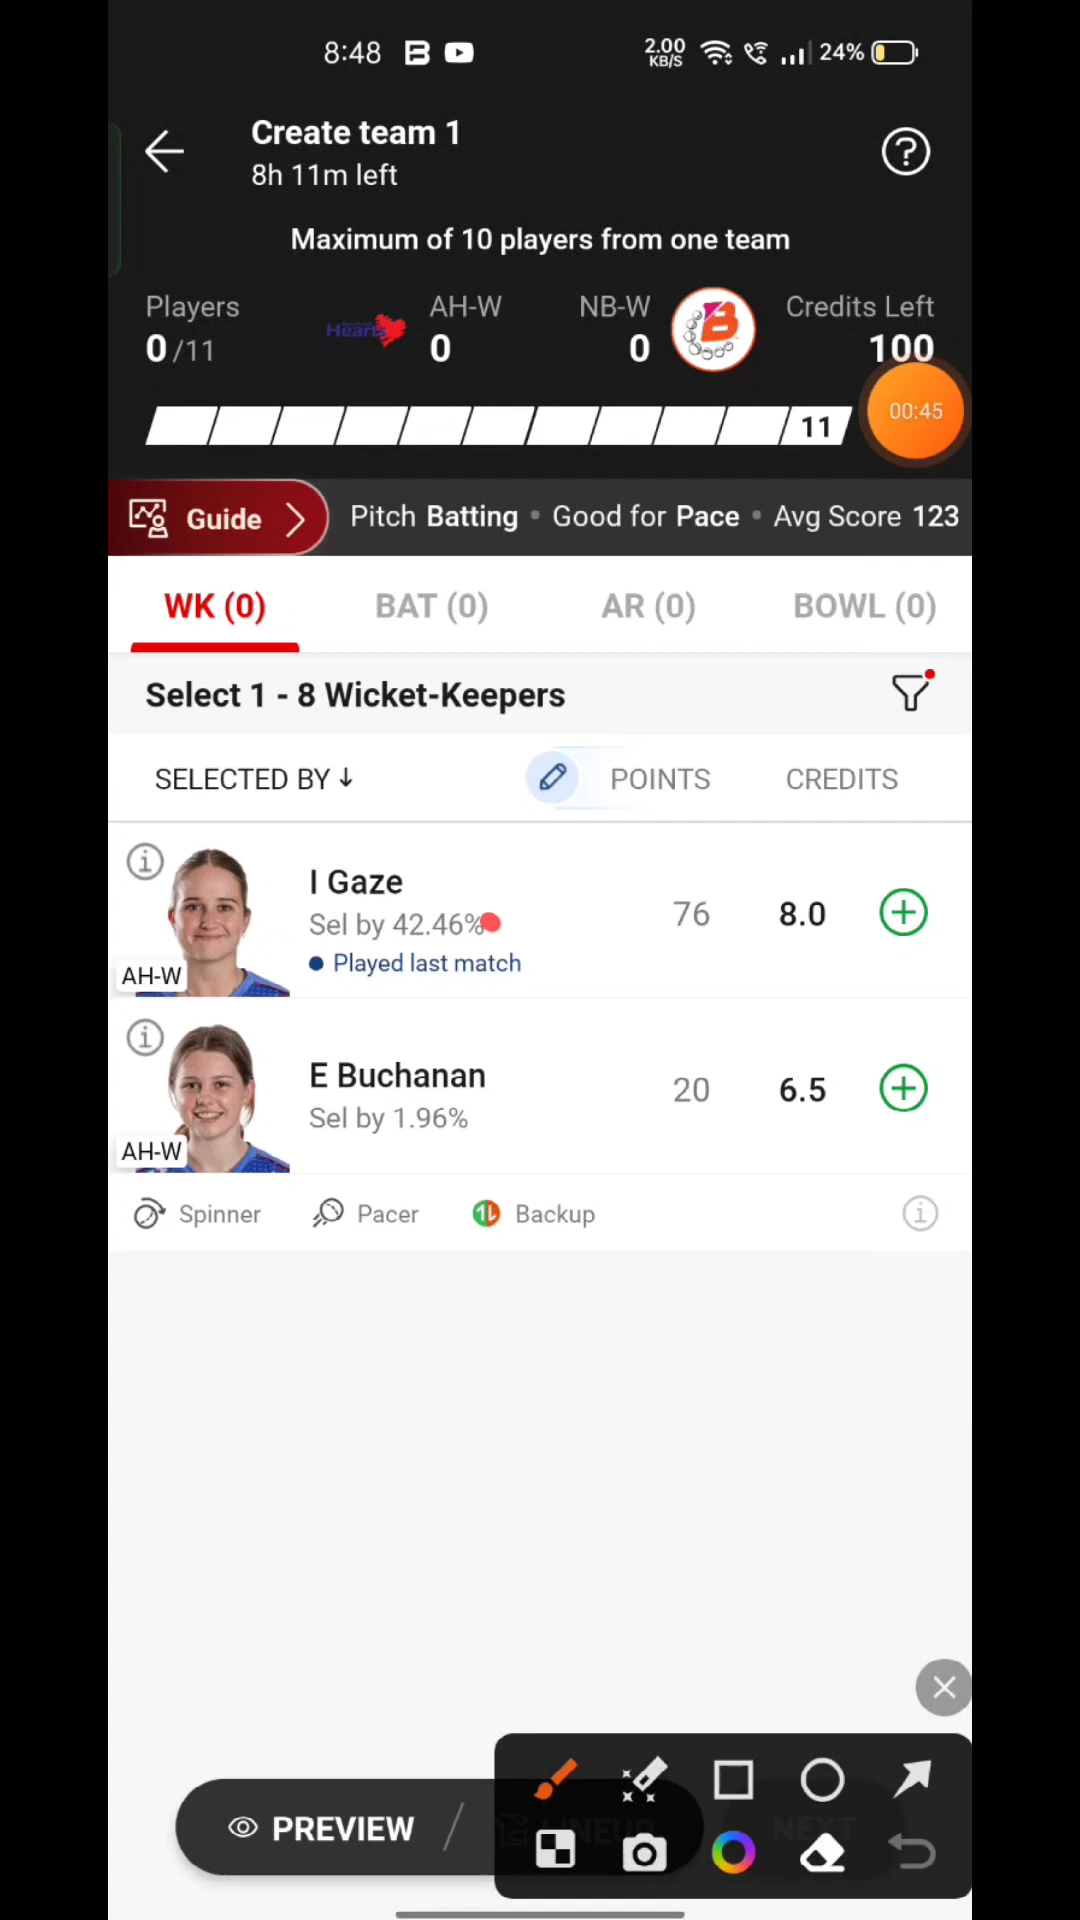 8:48
2.00
KB/S
24%
Create team 1
8h 11m left
Maximum of 10 players from one team
Players
AH-W
NB-W
Credits Left
0/11
Hearts
0
0
B
100
00:45
11
Guide
Pitch Batting • Good for Pace • Avg Score 123
WK (0)
BAT (0)
AR (0)
BOWL (0)
Select 1 - 8 Wicket-Keepers
SELECTED BY ↓
POINTS
CREDITS
I Gaze
Sel by 42.46%
Played last match
76
8.0
AH-W
E Buchanan
Sel by 1.96%
20
6.5
AH-W
Spinner
Pacer
Backup
PREVIEW
LINEUP
NEXT